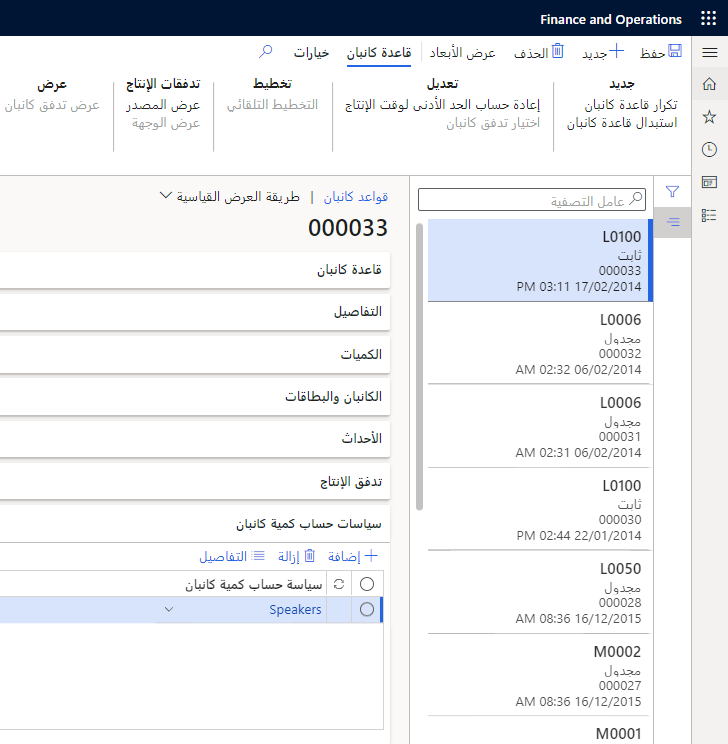 Finance and Operations
حفظ
جديد
الحذف
عرض الأبعاد
قاعدة كانبان
خيارات
جديد
تكرار قاعدة كانبان
استبدال قاعدة كانبان
تعديل
إعادة حساب الحد الأدنى لوقت الإنتاج
اختيار تدفق كانبان
تخطيط
التخطيط التلقائي
تدفقات الإنتاج
عرض المصدر
عرض الوجهة
عرض
عرض تدفق كانبان
عامل التصفية
L0100
ثابت
000033
17/02/2014 03:11 PM
L0006
مجدول
000032
06/02/2014 02:32 AM
L0006
مجدول
000031
06/02/2014 02:31 AM
L0100
ثابت
000030
22/01/2014 02:44 PM
L0050
مجدول
000028
16/12/2015 08:36 AM
M0002
مجدول
000027
16/12/2015 08:36 AM
M0001
قواعد كانبان | طريقة العرض القياسية
000033
قاعدة كانبان
التفاصيل
الكميات
الكانبان والبطاقات
الأحداث
تدفق الإنتاج
سياسات حساب كمية كانبان
إضافة
إزالة
التفاصيل
سياسة حساب كمية كانبان
Speakers